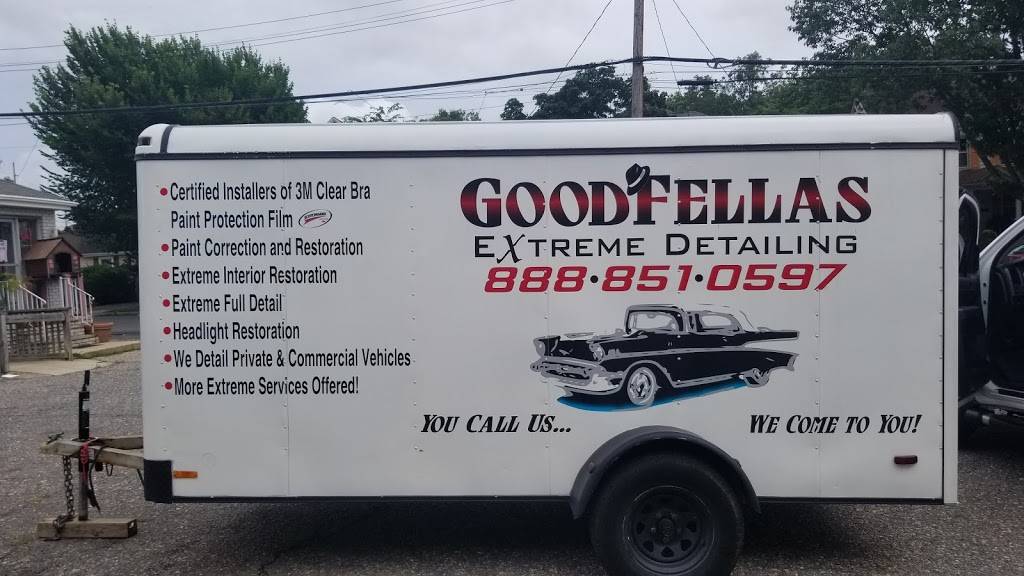 • Certified Installers of 3M Clear Bra
Paint Protection Film
• Paint Correction and Restoration
• Extreme Interior Restoration
• Extreme Full Detail
• Headlight Restoration
• We Detail Private & Commercial Vehicles
• More Extreme Services Offered!
GOODFELLAS
EXTREME DETAILING
888·851·0597
YOU CALL US...
WE COME TO YOU!